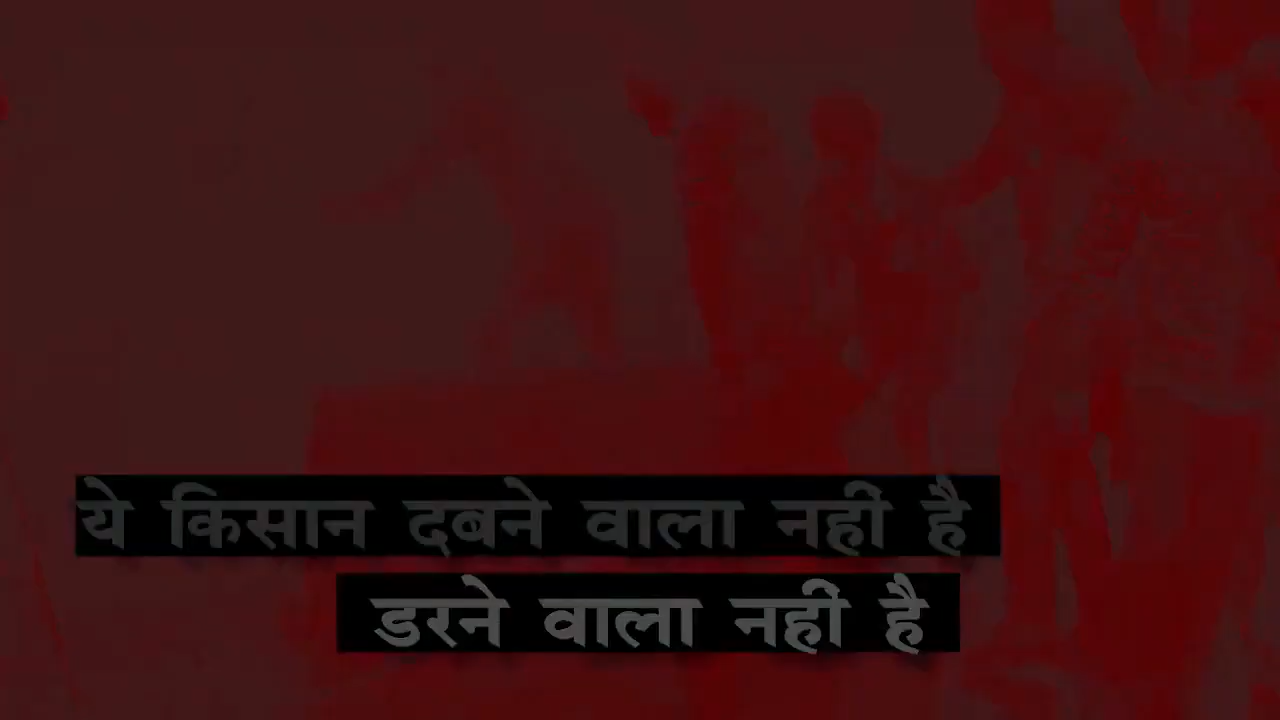 ये किसान दबने वाला नहीं है
डरने वाला नहीं है